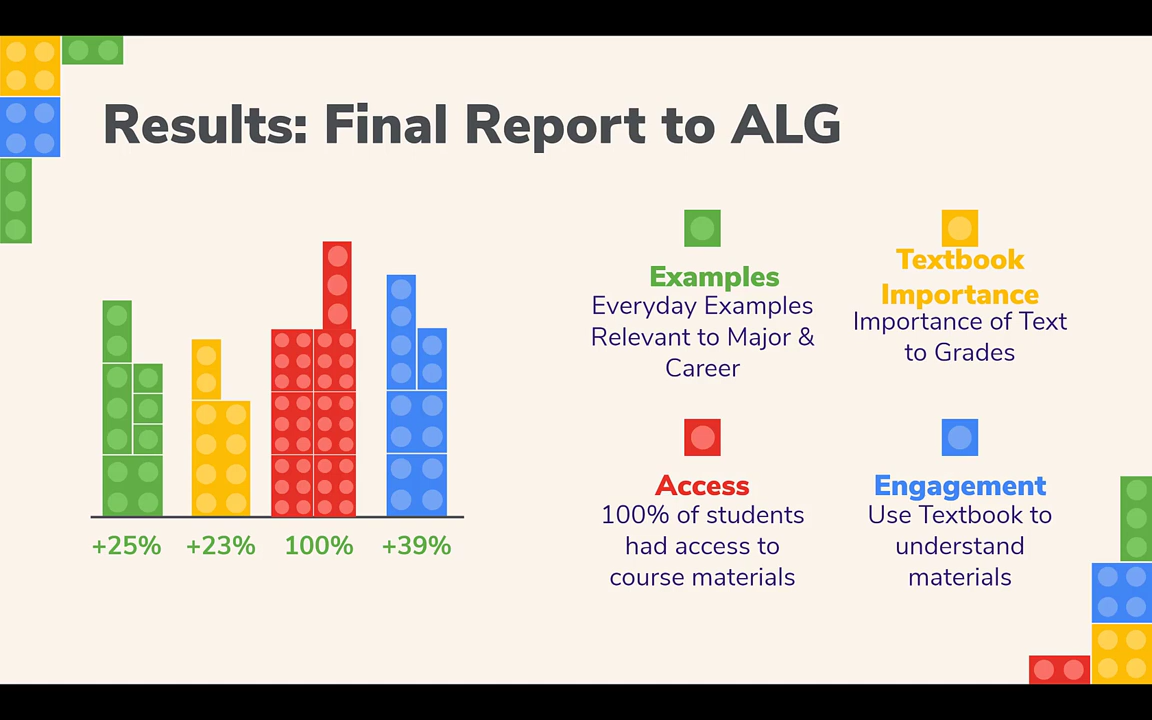 Results: Final Report to ALG
+25%
+23%
100%
+39%
Examples
Everyday Examples
Relevant to Major &
Career
Textbook
Importance
Importance of Text
to Grades
Access
100% of students
had access to
course materials
Engagement
Use Textbook to
understand
materials